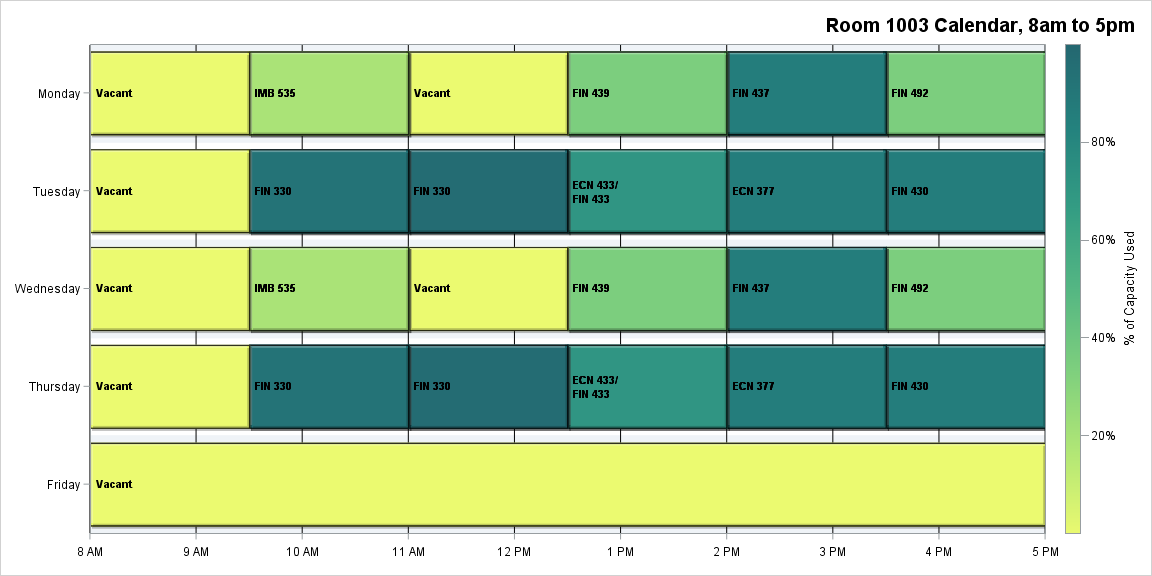 Room 1003 Calendar, 8am to 5pm
Monday
Vacant
IMB 535
Vacant
FIN 439
FIN 437
FIN 492
Tuesday
Vacant
FIN 330
FIN 330
ECN 433/
FIN 433
ECN 377
FIN 430
Wednesday
Vacant
IMB 535
Vacant
FIN 439
FIN 437
FIN 492
Thursday
Vacant
FIN 330
FIN 330
ECN 433/
FIN 433
ECN 377
FIN 430
Friday
Vacant
8 AM
9 AM
10 AM
11 AM
12 PM
1 PM
2 PM
3 PM
4 PM
5 PM
80%
60%
40%
20%
% of Capacity Used